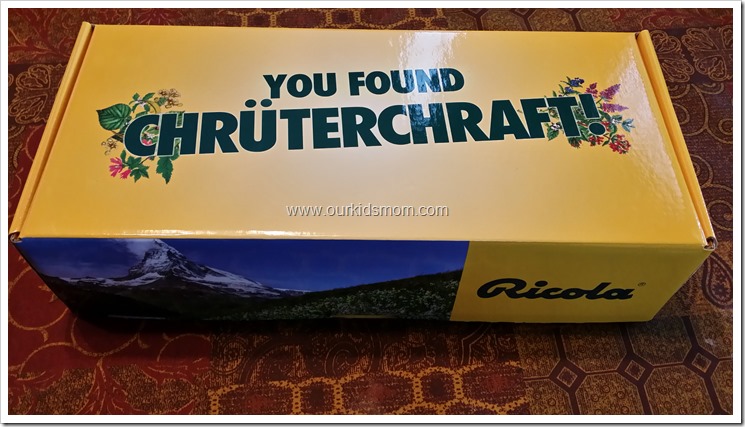 YOU FOUND
CHRÜTERCHRAFT!
www.ourkidsmom.com
Ricola®